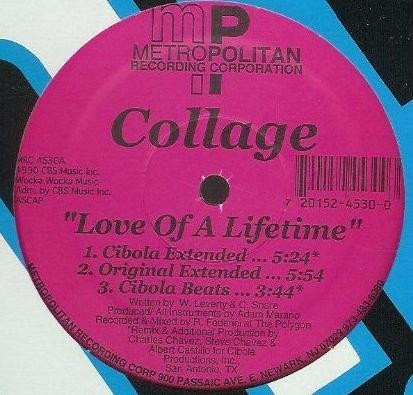 mP
METROPOLITAN
RECORDING CORPORATION
Collage
MRC 4530A
1990 CBS Music Inc.
Wocka Wocka Music
Adm. by CBS Music Inc.
ASCAP
7 20152-4530-0
"Love Of A Lifetime"
1. Cibola Extended ... 5:24*
2. Original Extended ... 5:54
3. Cibola Beats ... 3:44*
Written by W. Leverty & C. Snare
Produced/ All Instruments by Adam Marano
Recorded & Mixed by R. Federici at The Polygon
*Remix & Additional Production by
Charles Chavez, Steve Chavez &
Albert Castillo for Cibola
Productions, Inc.,
San Antonio, TX
METROPOLITAN RECORDING CORP 900 PASSAIC AVE. E. NEWARK, NJ 07029